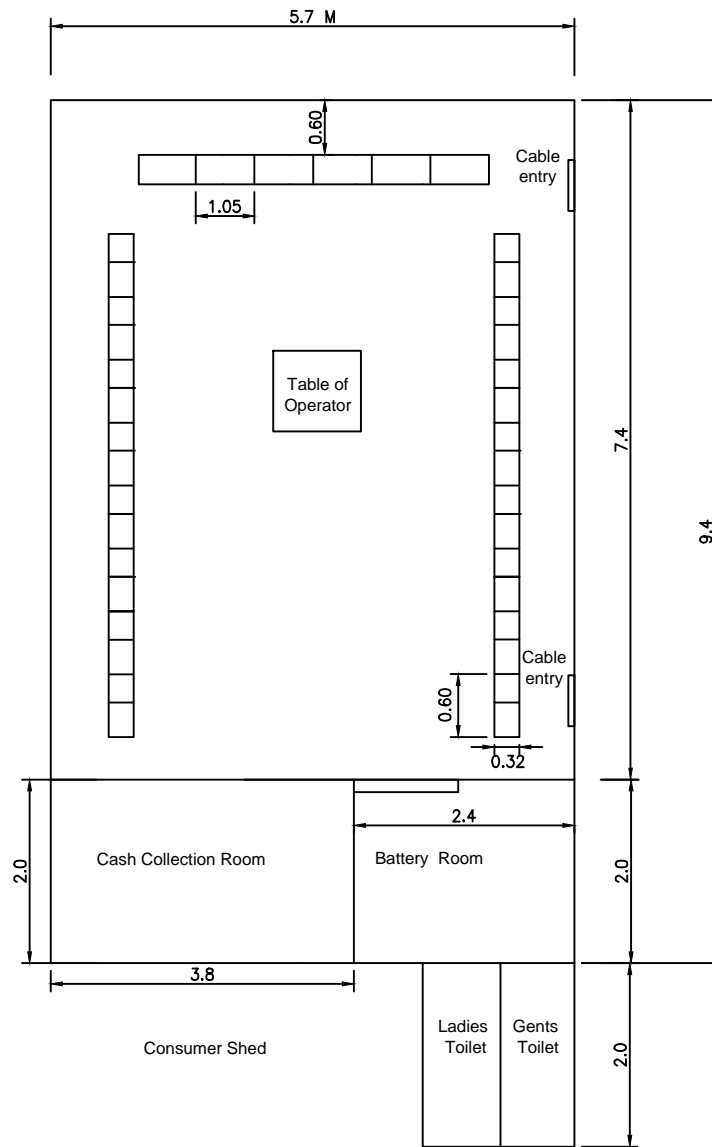 5.7 M
0.60
Cable
entry
1.05
Table of
Operator
7.4
9.4
Cable
entry
0.60
0.32
2.4
2.0
Cash Collection Room
Battery Room
2.0
3.8
Consumer Shed
Ladies
Toilet
Gents
Toilet
2.0